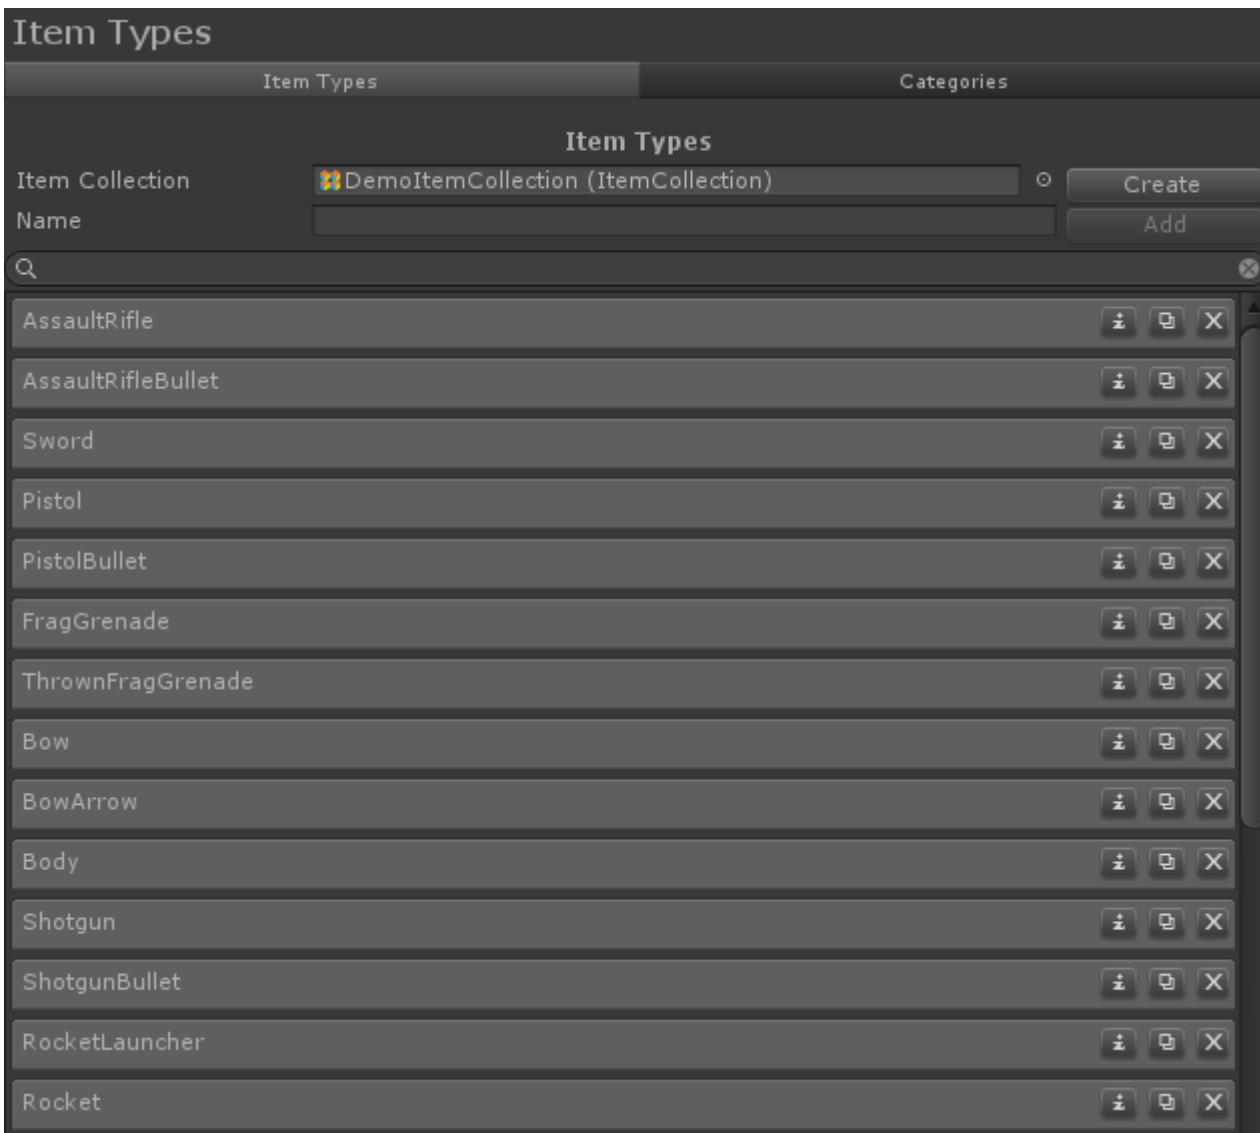 Item Types
Item Types Categories
Item Types
Item Collection DemoItemCollection (ItemCollection) Create
Name Add
AssaultRifle
AssaultRifleBullet
Sword
Pistol
PistolBullet
FragGrenade
ThrownFragGrenade
Bow
BowArrow
Body
Shotgun
ShotgunBullet
RocketLauncher
Rocket